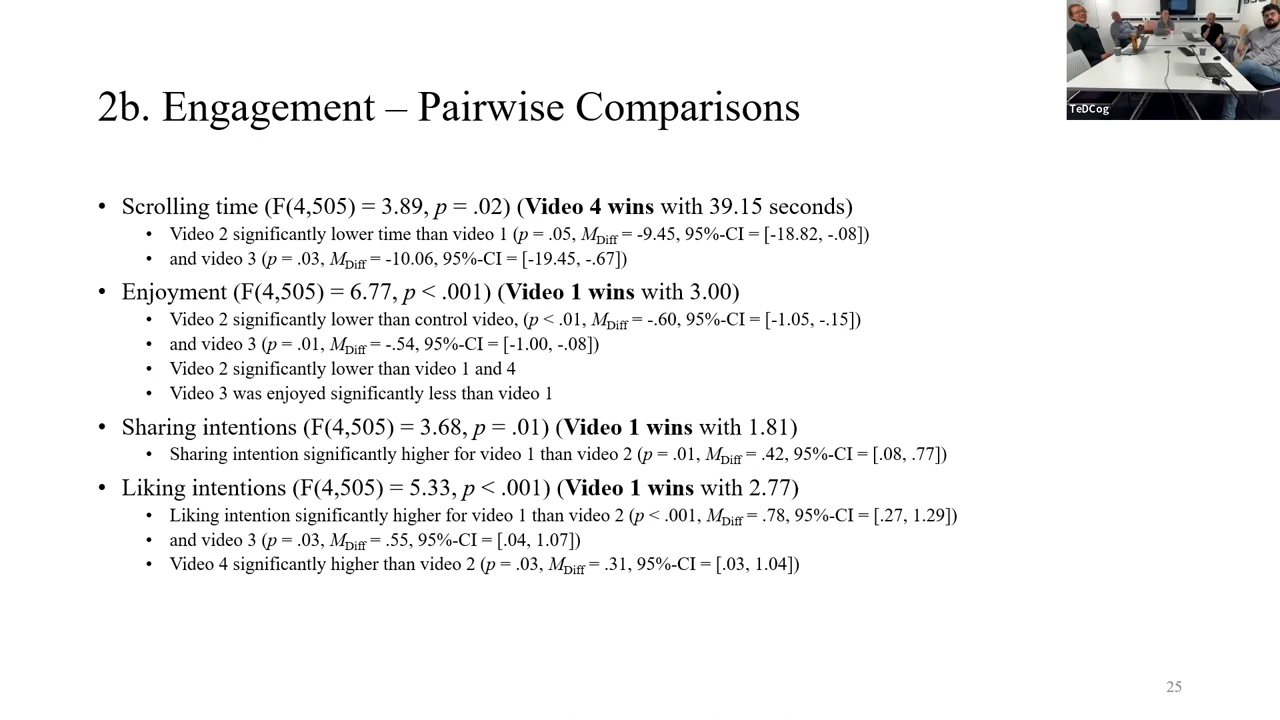 TeDCog
2b. Engagement – Pairwise Comparisons
• Scrolling time (F(4,505) = 3.89, p = .02) (Video 4 wins with 39.15 seconds)
• Video 2 significantly lower time than video 1 (p = .05, MDiff = -9.45, 95%-CI = [-18.82, -.08])
• and video 3 (p = .03, MDiff = -10.06, 95%-CI = [-19.45, -.67])
• Enjoyment (F(4,505) = 6.77, p < .001) (Video 1 wins with 3.00)
• Video 2 significantly lower than control video, (p < .01, MDiff = -.60, 95%-CI = [-1.05, -.15])
• and video 3 (p = .01, MDiff = -.54, 95%-CI = [-1.00, -.08])
• Video 2 significantly lower than video 1 and 4
• Video 3 was enjoyed significantly less than video 1
• Sharing intentions (F(4,505) = 3.68, p = .01) (Video 1 wins with 1.81)
• Sharing intention significantly higher for video 1 than video 2 (p = .01, MDiff = .42, 95%-CI = [.08, .77])
• Liking intentions (F(4,505) = 5.33, p < .001) (Video 1 wins with 2.77)
• Liking intention significantly higher for video 1 than video 2 (p < .001, MDiff = .78, 95%-CI = [.27, 1.29])
• and video 3 (p = .03, MDiff = .55, 95%-CI = [.04, 1.07])
• Video 4 significantly higher than video 2 (p = .03, MDiff = .31, 95%-CI = [.03, 1.04])
25